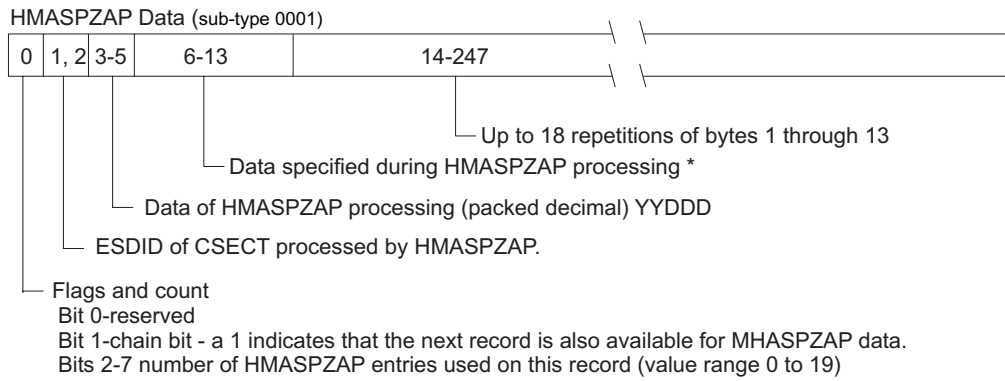 HMASPZAP Data (sub-type 0001)
0 1, 2 3-5 6-13 14-247
Up to 18 repetitions of bytes 1 through 13
Data specified during HMASPZAP processing *
Data of HMASPZAP processing (packed decimal) YYDDD
ESDID of CSECT processed by HMASPZAP.
Flags and count
Bit 0-reserved
Bit 1-chain bit - a 1 indicates that the next record is also available for MHASPZAP data.
Bits 2-7 number of HMASPZAP entries used on this record (value range 0 to 19)